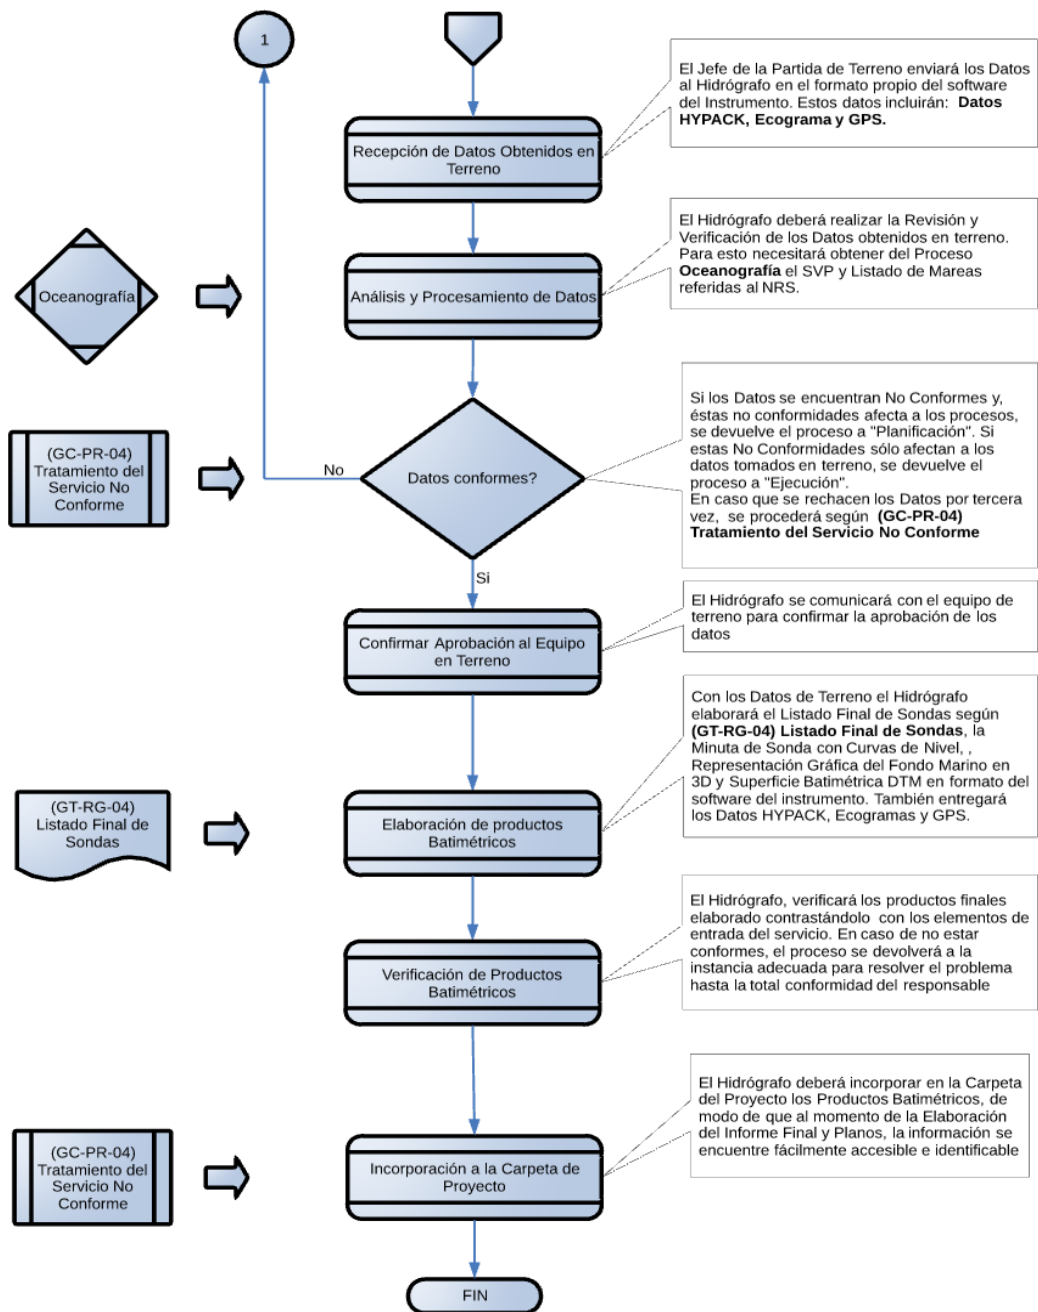 1
El Jefe de la Partida de Terreno enviará los Datos
al Hidrógrafo en el formato propio del software
del Instrumento. Estos datos incluirán:  Datos
HYPACK, Ecograma y GPS.
Recepción de Datos Obtenidos en
Terreno
El Hidrógrafo deberá realizar la Revisión y
Verificación de los Datos obtenidos en terreno.
Para esto necesitará obtener del Proceso
Oceanografía el SVP y Listado de Mareas
referidas al NRS.
Oceanografía
Análisis y Procesamiento de Datos
Si los Datos se encuentran No Conformes y,
éstas no conformidades afecta a los procesos,
se devuelve el proceso a "Planificación". Si
estas No Conformidades sólo afectan a los
datos tomados en terreno, se devuelve el
proceso a "Ejecución".
En caso que se rechacen los Datos por tercera
vez,  se procederá según  (GC-PR-04)
Tratamiento del Servicio No Conforme
(GC-PR-04)
Tratamiento del
Servicio No
Conforme
No
Datos conformes?
Si
El Hidrógrafo se comunicará con el equipo de
terreno para confirmar la aprobación de los
datos
Confirmar Aprobación al Equipo
en Terreno
Con los Datos de Terreno el Hidrógrafo
elaborará el Listado Final de Sondas según
(GT-RG-04) Listado Final de Sondas, la
Minuta de Sonda con Curvas de Nivel, ,
Representación Gráfica del Fondo Marino en
3D y Superficie Batimétrica DTM en formato del
software del instrumento. También entregará
los Datos HYPACK, Ecogramas y GPS.
(GT-RG-04)
Listado Final de
Sondas
Elaboración de productos
Batimétricos
El Hidrógrafo, verificará los productos finales
elaborado contrastándolo  con los elementos de
entrada del servicio. En caso de no estar
conformes, el proceso se devolverá a la
instancia adecuada para resolver el problema
hasta la total conformidad del responsable
Verificación de Productos
Batimétricos
El Hidrógrafo deberá incorporar en la Carpeta
del Proyecto los Productos Batimétricos, de
modo de que al momento de la Elaboración
del Informe Final y Planos, la información se
encuentre fácilmente accesible e identificable
(GC-PR-04)
Tratamiento del
Servicio No
Conforme
Incorporación a la Carpeta de
Proyecto
FIN